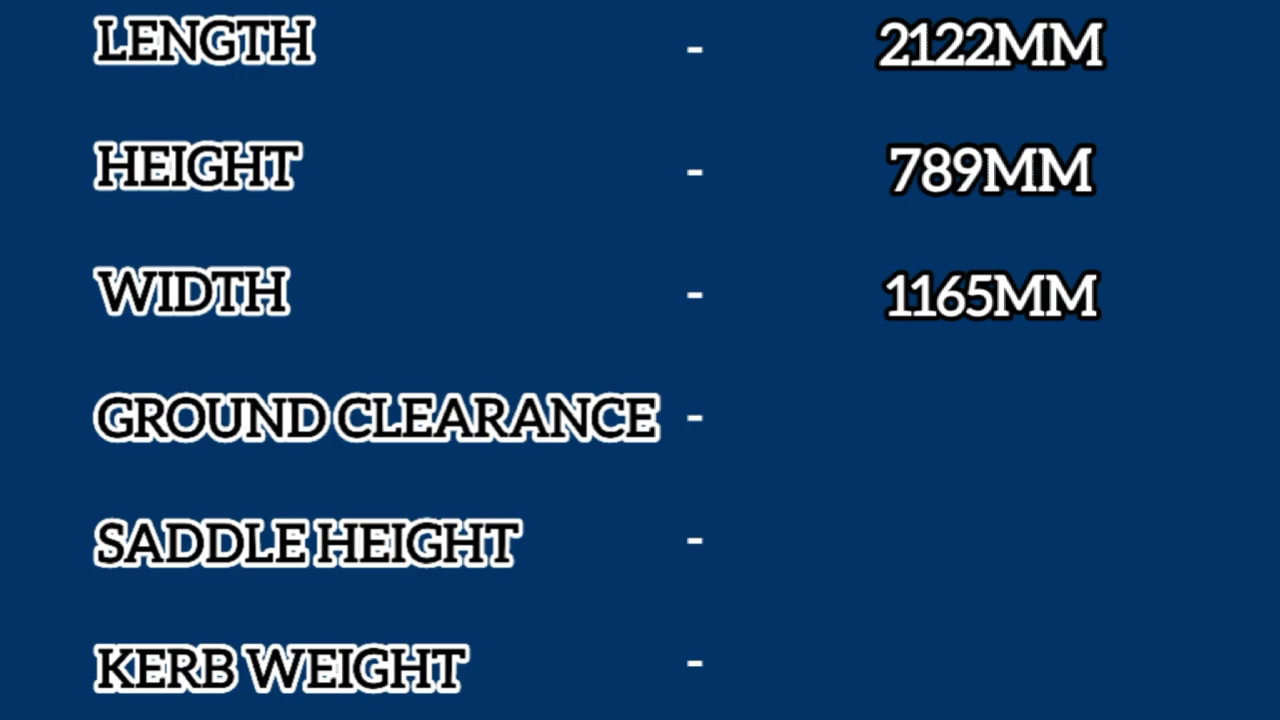 LENGTH - 2122MM
HEIGHT - 789MM
WIDTH - 1165MM
GROUND CLEARANCE -
SADDLE HEIGHT -
KERB WEIGHT -